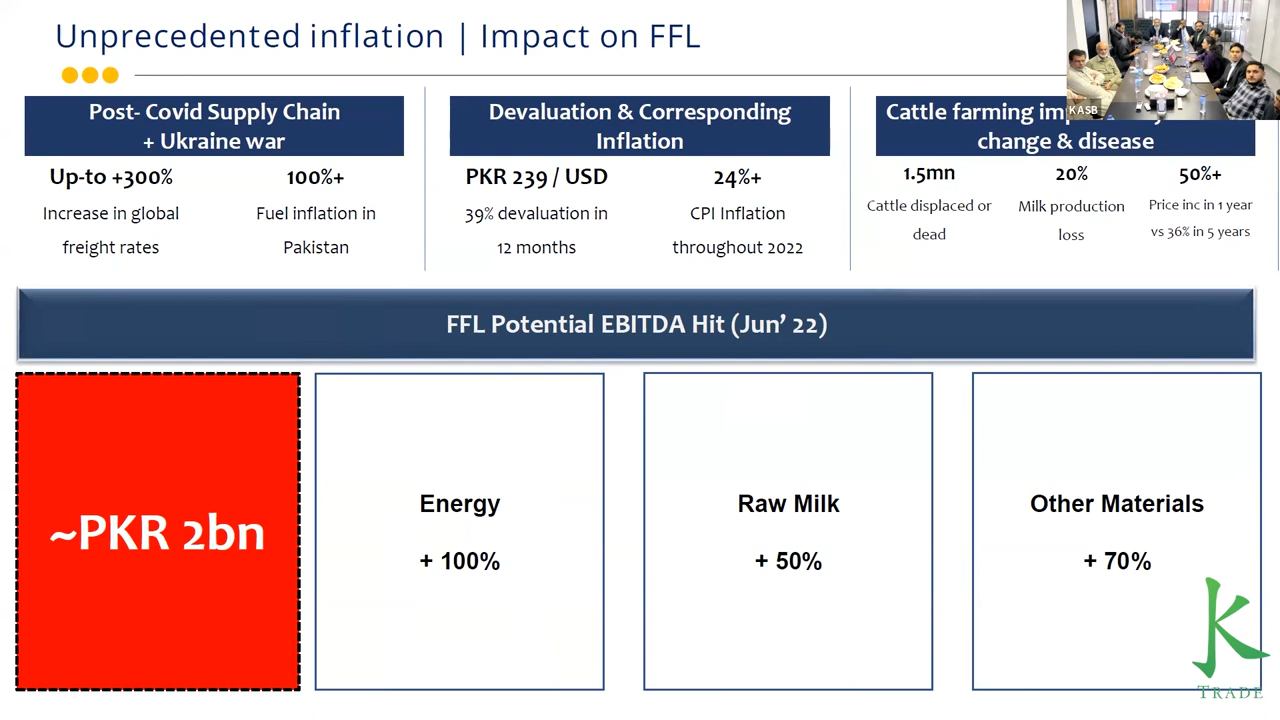 Unprecedented inflation | Impact on FFL
KASB
Post- Covid Supply Chain
+ Ukraine war
Up-to +300%
Increase in global
freight rates
100%+
Fuel inflation in
Pakistan
Devaluation & Corresponding
Inflation
PKR 239 / USD
39% devaluation in
12 months
24%+
CPI Inflation
throughout 2022
Cattle farming
change & disease
1.5mn
Cattle displaced or
dead
20%
Milk production
loss
50%+
Price inc in 1 year
vs 36% in 5 years
FFL Potential EBITDA Hit (Jun’ 22)
~PKR 2bn
Energy
+ 100%
Raw Milk
+ 50%
Other Materials
+ 70%
K
TRADE